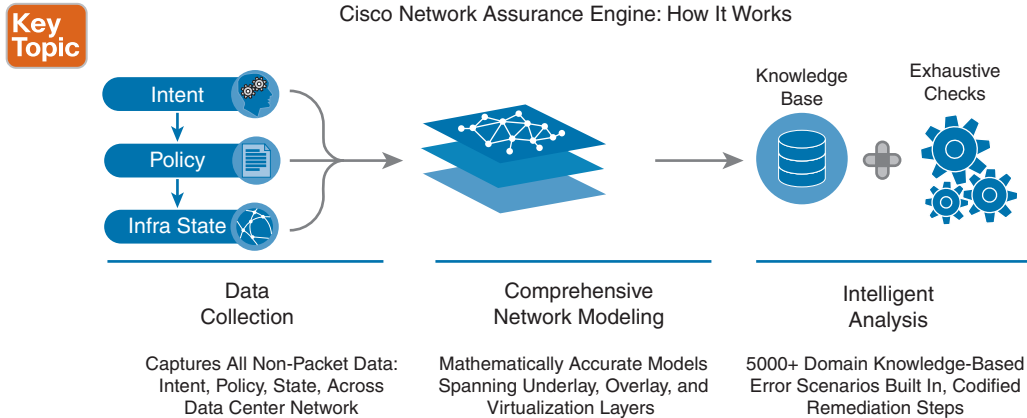 Key
Topic
Cisco Network Assurance Engine: How It Works
Intent
Policy
Infra State
Knowledge
Base
Exhaustive
Checks
Data
Collection
Captures All Non-Packet Data:
Intent, Policy, State, Across
Data Center Network
Comprehensive
Network Modeling
Mathematically Accurate Models
Spanning Underlay, Overlay, and
Virtualization Layers
Intelligent
Analysis
5000+ Domain Knowledge-Based
Error Scenarios Built In, Codified
Remediation Steps